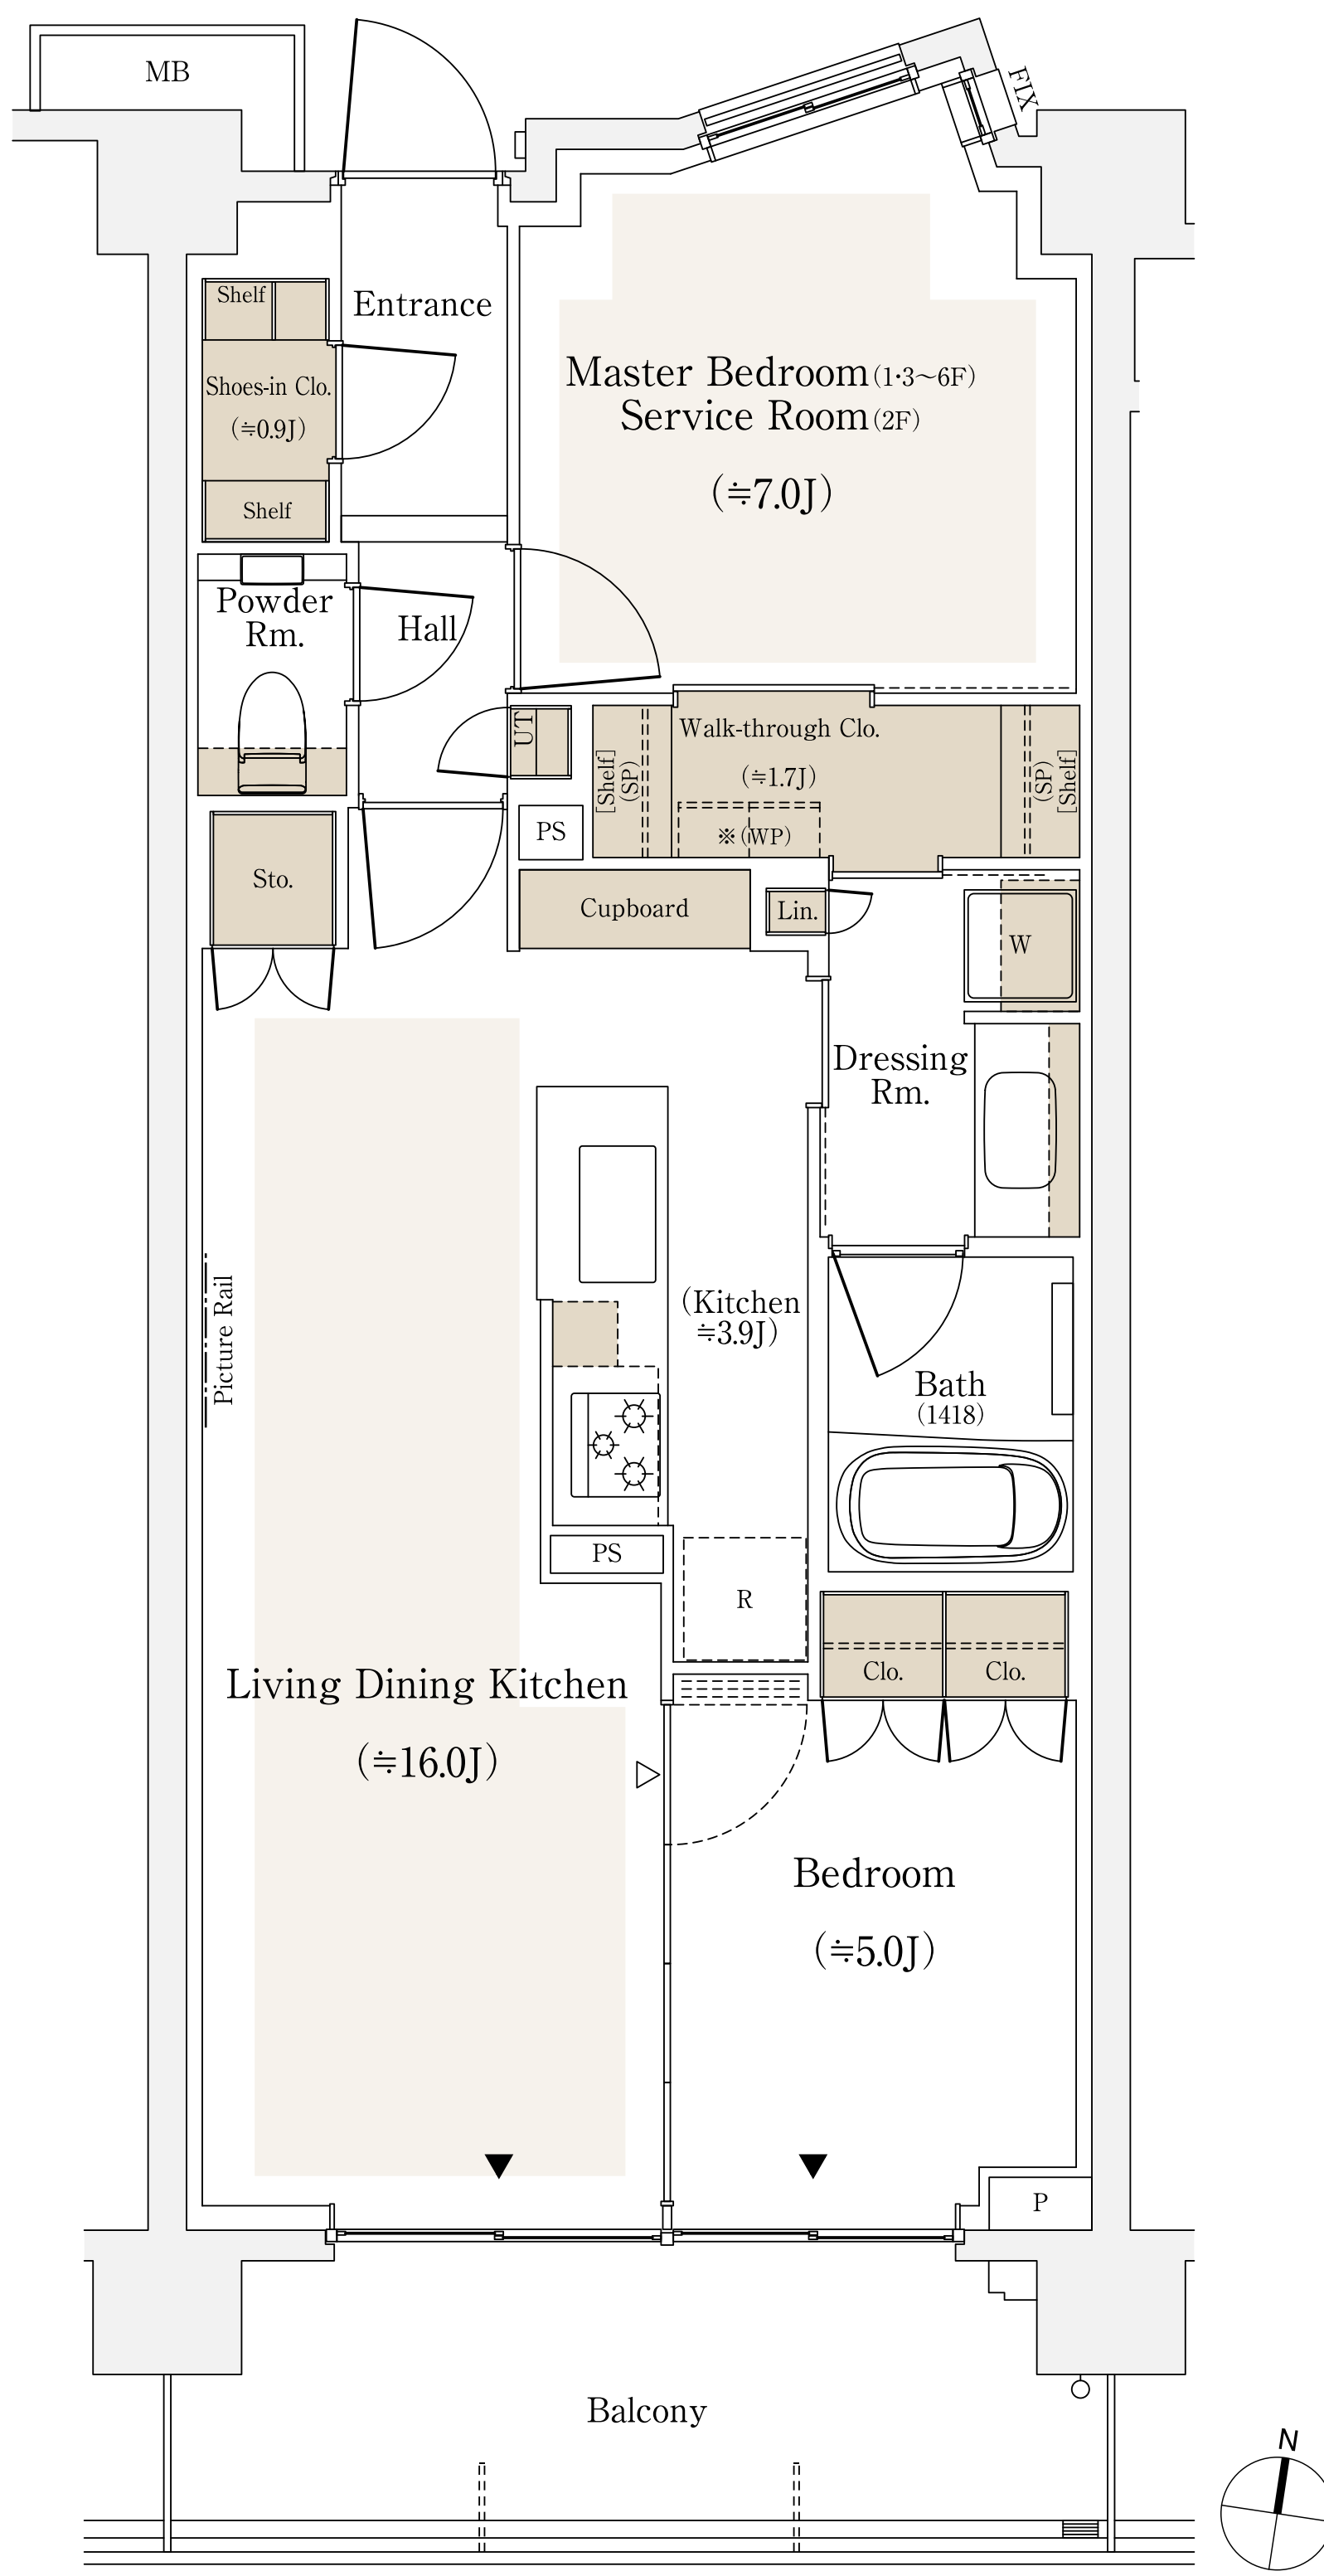 MB
FIX
Shelf
Entrance
Shoes-in Clo.
(≒0.9J)
Shelf
Master Bedroom(1·3〜6F)
Service Room(2F)
(≒7.0J)
Powder
Rm.
Hall
UT
[Shelf]
(SP)
Walk-through Clo.
(≒1.7J)
※(WP)
(SP)
[Shelf]
PS
Sto.
Cupboard
Lin.
W
Dressing
Rm.
Picture Rail
(Kitchen
≒3.9J)
Bath
(1418)
PS
R
Clo.
Clo.
Living Dining Kitchen
(≒16.0J)
Bedroom
(≒5.0J)
P
Balcony
N